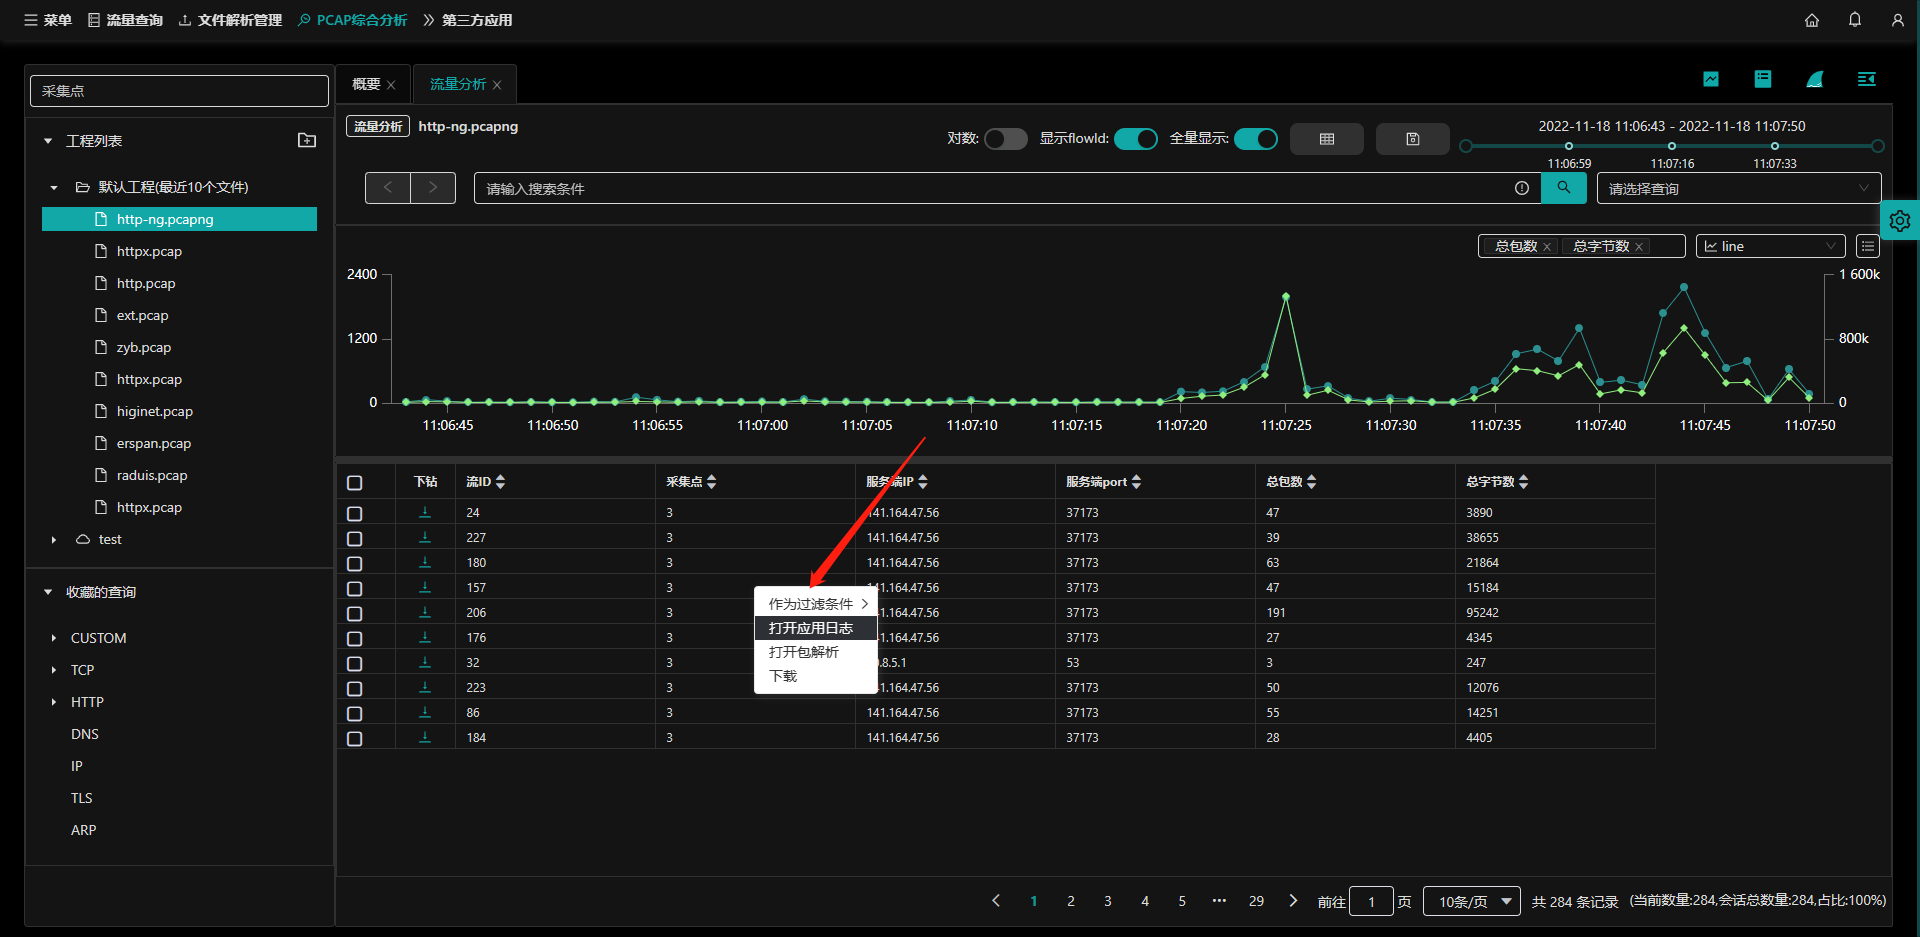 菜单 流量查询 文件解析管理 PCAP综合分析 第三方应用
采集点
工程列表
默认工程(最近10个文件)
http-ng.pcapng
httpx.pcap
http.pcap
ext.pcap
zyb.pcap
httpx.pcap
higinet.pcap
erspan.pcap
raduis.pcap
httpx.pcap
test
收藏的查询
CUSTOM
TCP
HTTP
DNS
IP
TLS
ARP
概要 流量分析
流量分析 http-ng.pcapng
对数: 显示flowId: 全量显示:
2022-11-18 11:06:43 - 2022-11-18 11:07:50
11:06:59 11:07:16 11:07:33
请输入搜索条件 请选择查询
总包数 总字节数 line
2400 1 600k
1200 800k
0 0
11:06:45 11:06:50 11:06:55 11:07:00 11:07:05 11:07:10 11:07:15 11:07:20 11:07:25 11:07:30 11:07:35 11:07:40 11:07:45 11:07:50
下钻 流ID 采集点 服务端IP 服务端port 总包数 总字节数
24 3 141.164.47.56 37173 47 3890
227 3 141.164.47.56 37173 39 38655
180 3 141.164.47.56 37173 63 21864
157 3 41.164.47.56 37173 47 15184
206 3 1.164.47.56 37173 191 95242
176 3 1.164.47.56 37173 27 4345
32 3 .8.5.1 53 3 247
223 3 1.164.47.56 37173 50 12076
86 3 141.164.47.56 37173 55 14251
184 3 141.164.47.56 37173 28 4405
作为过滤条件
打开应用日志
打开包解析
下载
1 2 3 4 5 ••• 29 前往 1 页 10条/页 共 284 条记录 (当前数量:284,会话总数量:284,占比:100%)